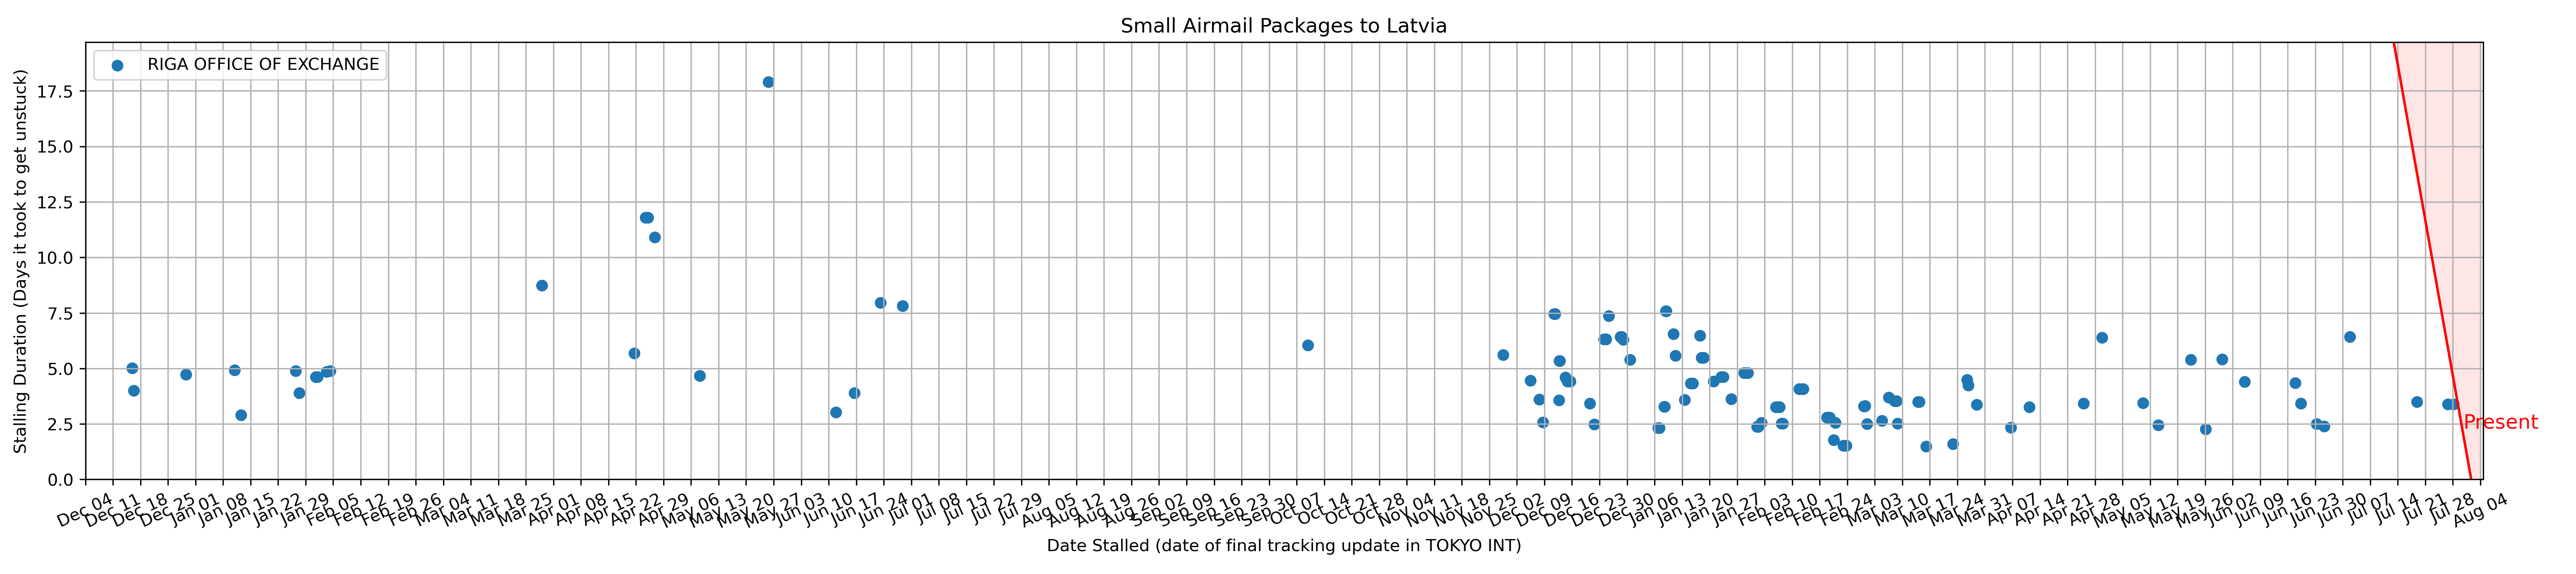 Small Airmail Packages to Latvia
RIGA OFFICE OF EXCHANGE
Stalling Duration (Days it took to get unstuck)
17.5
15.0
12.5
10.0
7.5
5.0
2.5
0.0
Present
Dec 04 Dec 11 Dec 18 Dec 25 Jan 01 Jan 08 Jan 15 Jan 22 Jan 29 Feb 05 Feb 12 Feb 19 Feb 26 Mar 04 Mar 11 Mar 18 Mar 25 Apr 01 Apr 08 Apr 15 Apr 22 Apr 29 May 06 May 13 May 20 May 27 Jun 03 Jun 10 Jun 17 Jun 24 Jul 01 Jul 08 Jul 15 Jul 22 Jul 29 Aug 05 Aug 12 Aug 19 Aug 26 Sep 02 Sep 09 Sep 16 Sep 23 Sep 30 Oct 07 Oct 14 Oct 21 Oct 28 Nov 04 Nov 11 Nov 18 Nov 25 Dec 02 Dec 09 Dec 16 Dec 23 Dec 30 Jan 06 Jan 13 Jan 20 Jan 27 Feb 03 Feb 10 Feb 17 Feb 24 Mar 03 Mar 10 Mar 17 Mar 24 Mar 31 Apr 07 Apr 14 Apr 21 Apr 28 May 05 May 12 May 19 May 26 Jun 02 Jun 09 Jun 16 Jun 23 Jun 30 Jul 07 Jul 14 Jul 21 Jul 28 Aug 04
Date Stalled (date of final tracking update in TOKYO INT)